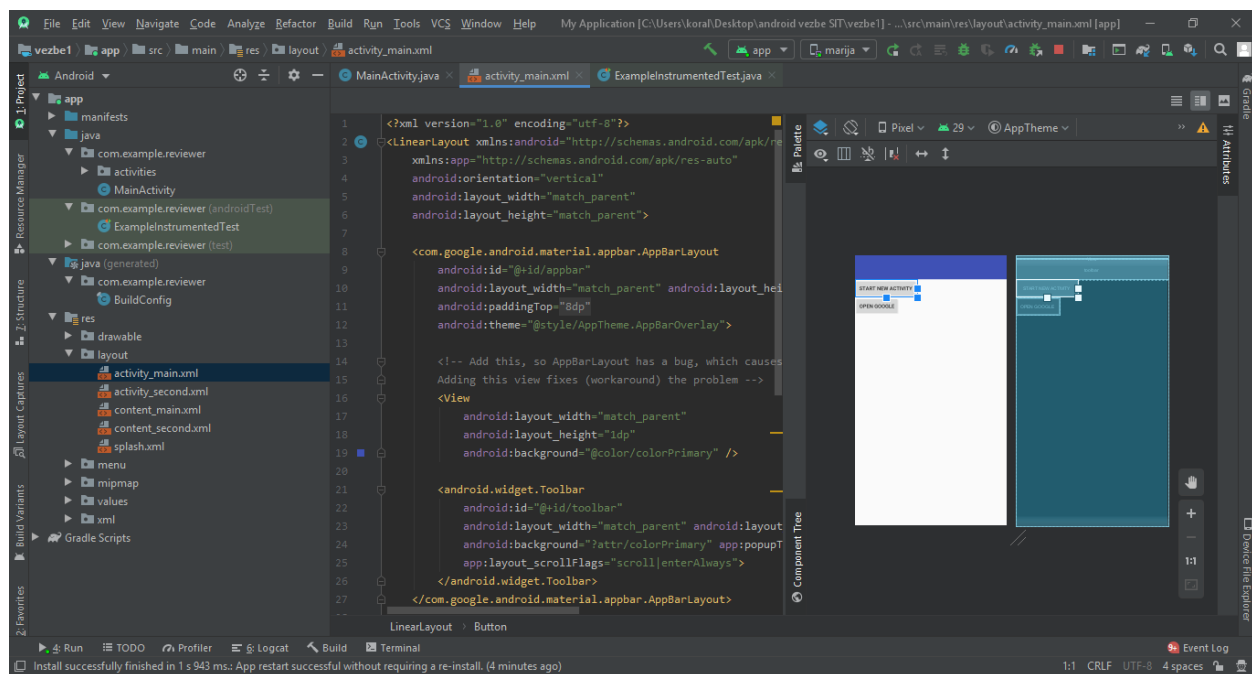 File Edit View Navigate Code Analyze Refactor Build Run Tools VCS Window Help My Application [C:\Users\koral\Desktop\android vezbe SIT\vezbe1] - ...\src\main\res\layout\activity_main.xml [app]
vezbe1 app src main res layout activity_main.xml app marija
Android MainActivity.java activity_main.xml ExampleInstrumentedTest.java
1: Project
Resource Manager
Z: Structure
Layout Captures
Build Variants
2: Favorites
app
manifests
java
com.example.reviewer
activities
MainActivity
com.example.reviewer (androidTest)
ExampleInstrumentedTest
com.example.reviewer (test)
java (generated)
com.example.reviewer
BuildConfig
res
drawable
layout
activity_main.xml
activity_second.xml
content_main.xml
content_second.xml
splash.xml
menu
mipmap
values
xml
Gradle Scripts
1 <?xml version="1.0" encoding="utf-8"?>
2 <LinearLayout xmlns:android="http://schemas.android.com/apk/re
3 xmlns:app="http://schemas.android.com/apk/res-auto"
4 android:orientation="vertical"
5 android:layout_width="match_parent"
6 android:layout_height="match_parent">
7
8 <com.google.android.material.appbar.AppBarLayout
9 android:id="@+id/appbar"
10 android:layout_width="match_parent" android:layout_hei
11 android:paddingTop="8dp"
12 android:theme="@style/AppTheme.AppBarOverlay">
13
14 <!-- Add this, so AppBarLayout has a bug, which causes
15 Adding this view fixes (workaround) the problem -->
16 <View
17 android:layout_width="match_parent"
18 android:layout_height="1dp"
19 android:background="@color/colorPrimary" />
20
21 <android.widget.Toolbar
22 android:id="@+id/toolbar"
23 android:layout_width="match_parent" android:layout
24 android:background="?attr/colorPrimary" app:popupT
25 app:layout_scrollFlags="scroll|enterAlways">
26 </android.widget.Toolbar>
27 </com.google.android.material.appbar.AppBarLayout>
LinearLayout > Button
Palette
Component Tree
Pixel 29 AppTheme
START NEW ACTIVITY
OPEN GOOGLE
START NEW ACTIVITY
OPEN GOOGLE
1:1
Gradle
Attributes
Device File Explorer
4: Run TODO Profiler 6: Logcat Build Terminal 9+ Event Log
Install successfully finished in 1 s 943 ms.: App restart successful without requiring a re-install. (4 minutes ago) 1:1 CRLF UTF-8 4 spaces